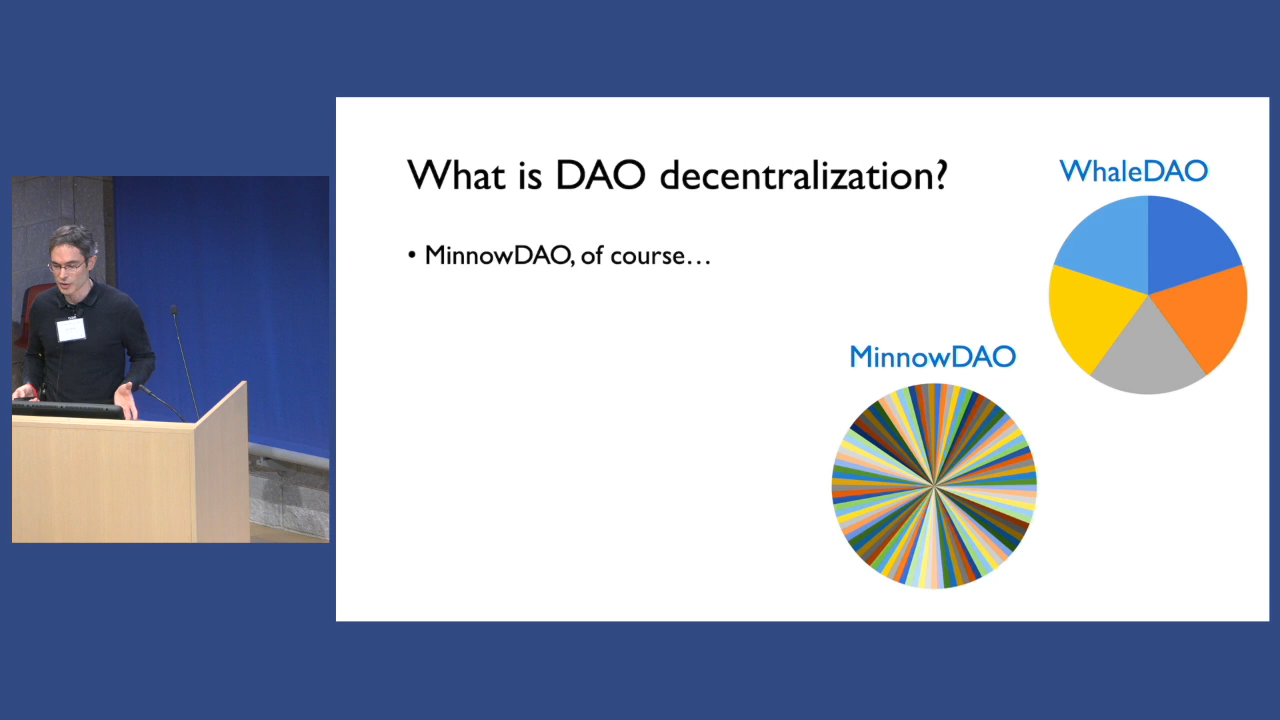 What is DAO decentralization?
• MinnowDAO, of course…
WhaleDAO
MinnowDAO